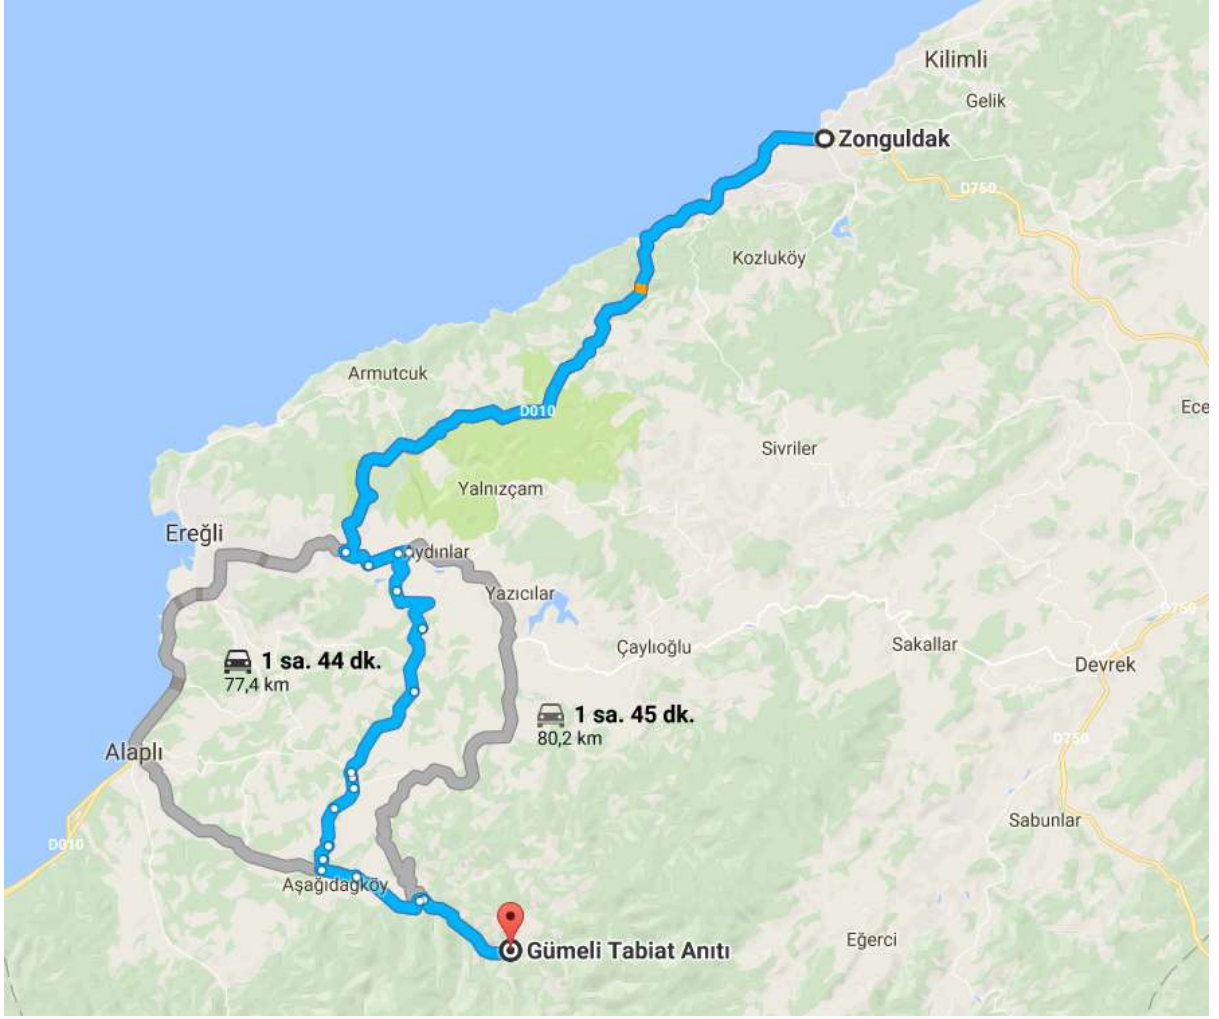 Kilimli
Gelik
Zonguldak
D750
Kozluköy
Armutcuk
D010
Ece
Sivriler
Yalnızçam
Ereğli
Aydınlar
Yazıcılar
D750
Çaylıoğlu
Sakallar
Devrek
1 sa. 44 dk.
77,4 km
1 sa. 45 dk.
80,2 km
D750
Alaplı
Sabunlar
D010
Aşağıdağköy
Eğerci
Gümeli Tabiat Anıtı